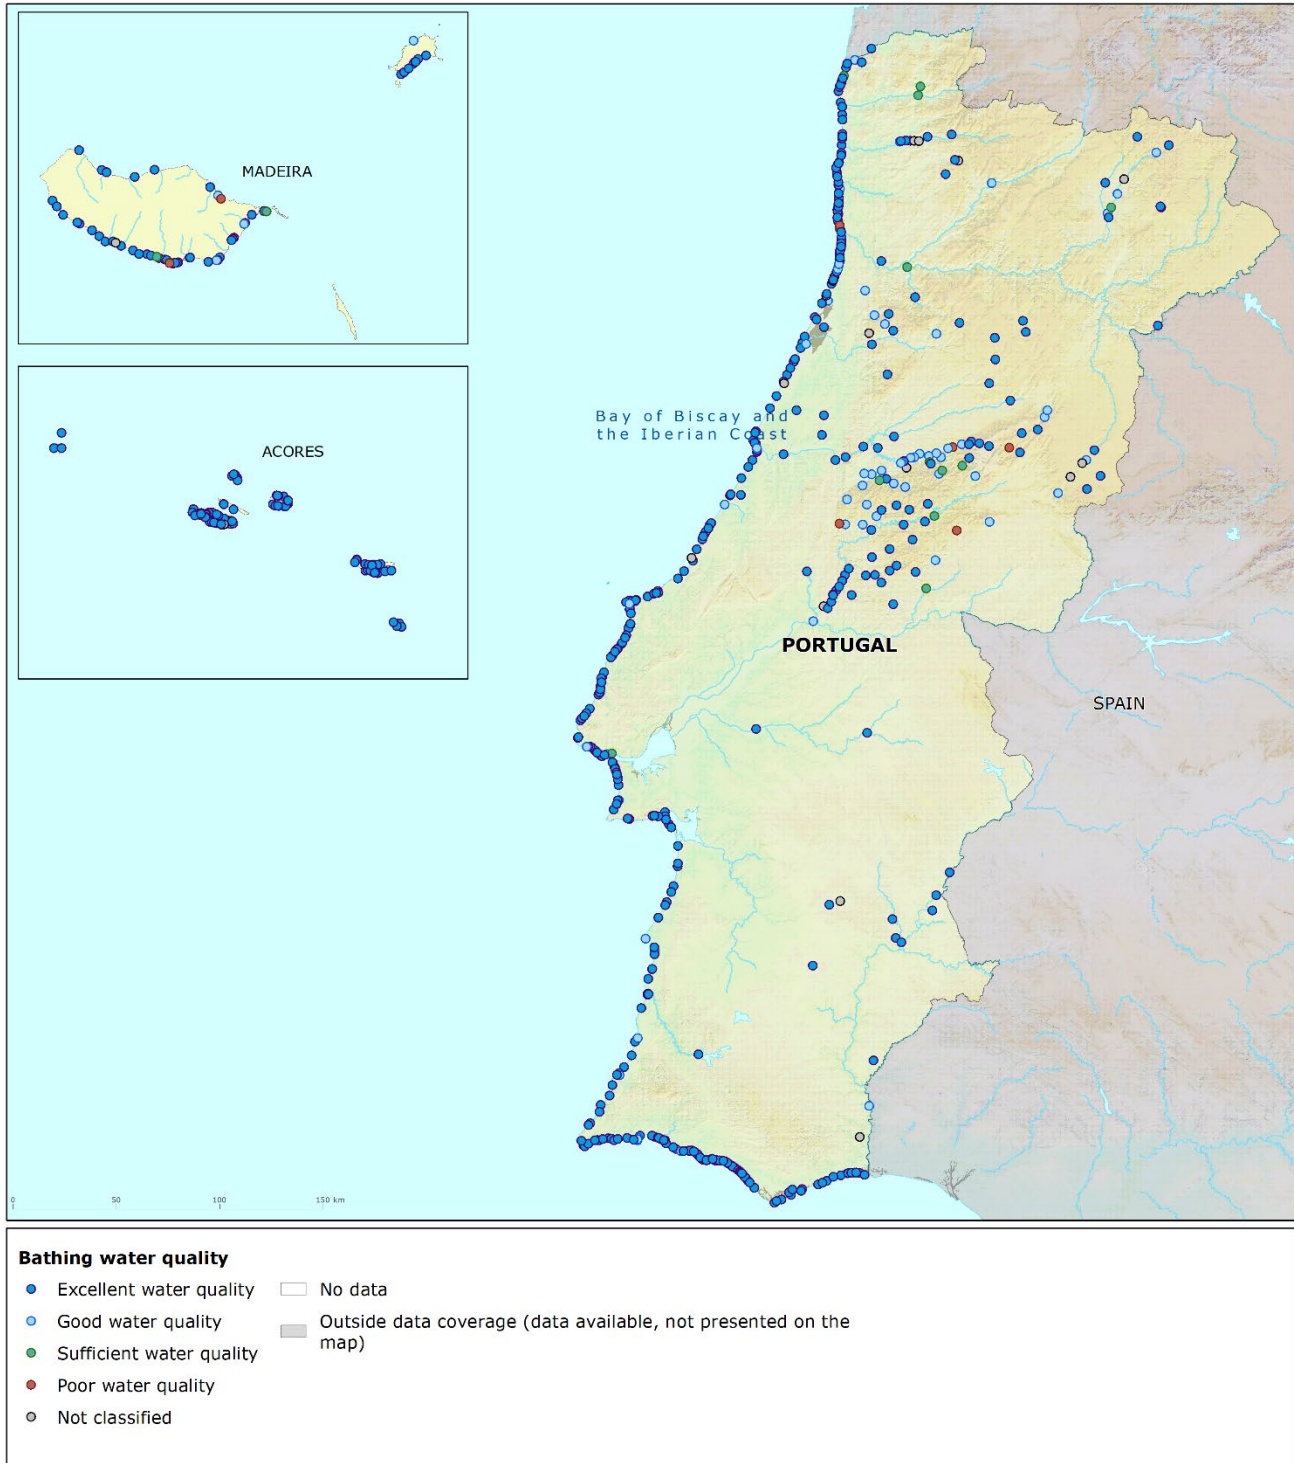 MADEIRA
ACORES
Bay of Biscay and
the Iberian Coast
PORTUGAL
SPAIN
0 50 100 150 km
Bathing water quality
Excellent water quality
Good water quality
Sufficient water quality
Poor water quality
Not classified
No data
Outside data coverage (data available, not presented on the
map)